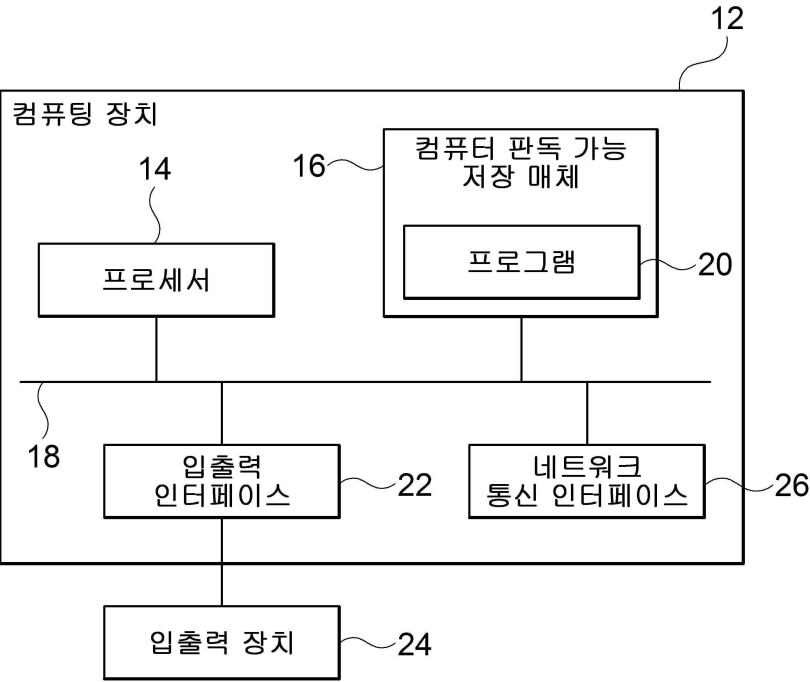 12
컴퓨팅 장치
14
16
컴퓨터 판독 가능
저장 매체
프로세서
프로그램
20
18
입출력
인터페이스
22
네트워크
통신 인터페이스
26
입출력 장치
24